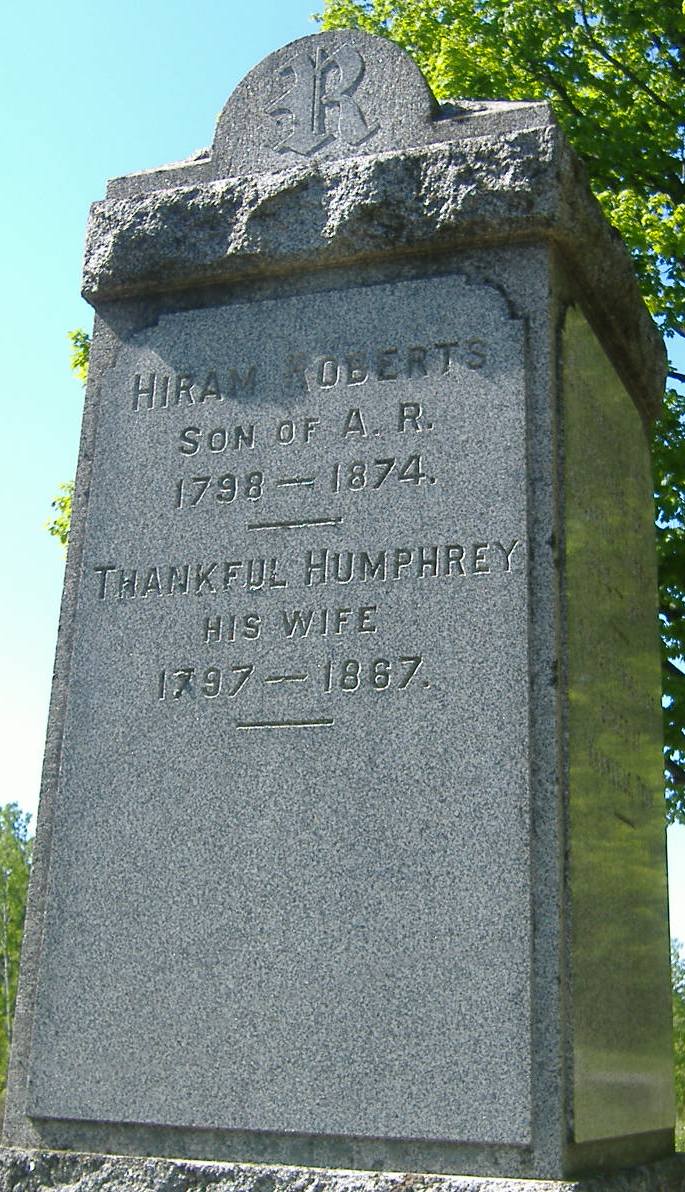 R
HIRAM ROBERTS
SON OF A. R.
1798 — 1874.
THANKFUL HUMPHREY
HIS WIFE
1797 — 1867.